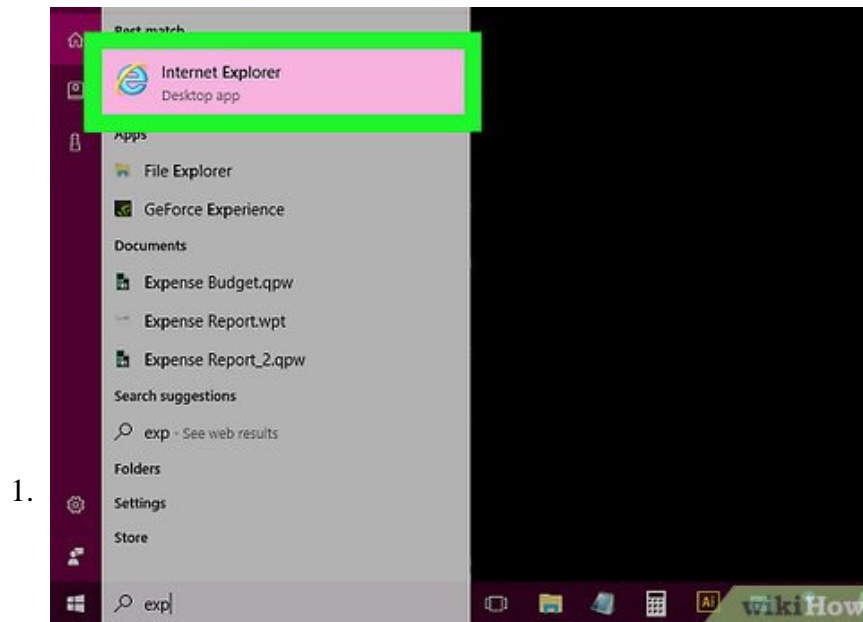 Best match
Internet Explorer
Desktop app
Apps
File Explorer
GeForce Experience
Documents
Expense Budget.qpw
Expense Report.wpt
Expense Report_2.qpw
Search suggestions
exp - See web results
Folders
1.
Settings
Store
exp
Ai
wikiHow